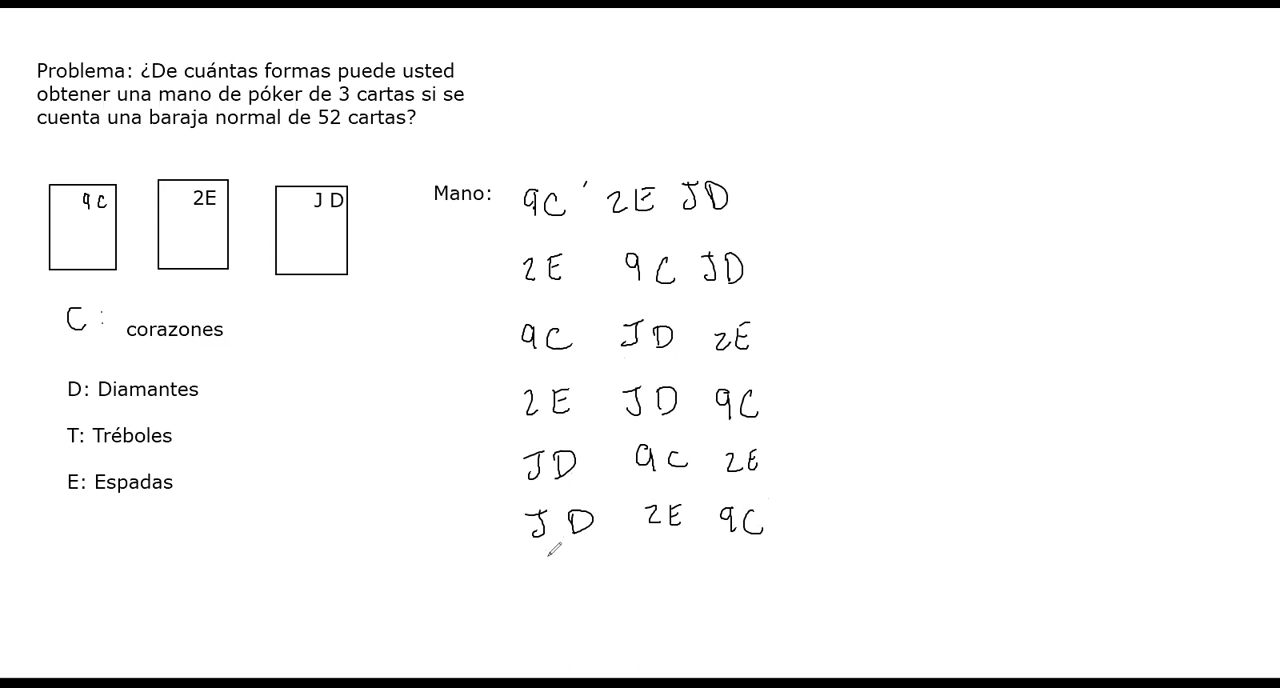 Problema: ¿De cuántas formas puede usted
obtener una mano de póker de 3 cartas si se
cuenta una baraja normal de 52 cartas?
9C 2E J D
Mano: 9C ' 2E JD
2E 9C JD
9C JD 2E
2E JD 9C
JD 9C 2E
JD 2E 9C
C : corazones
D: Diamantes
T: Tréboles
E: Espadas